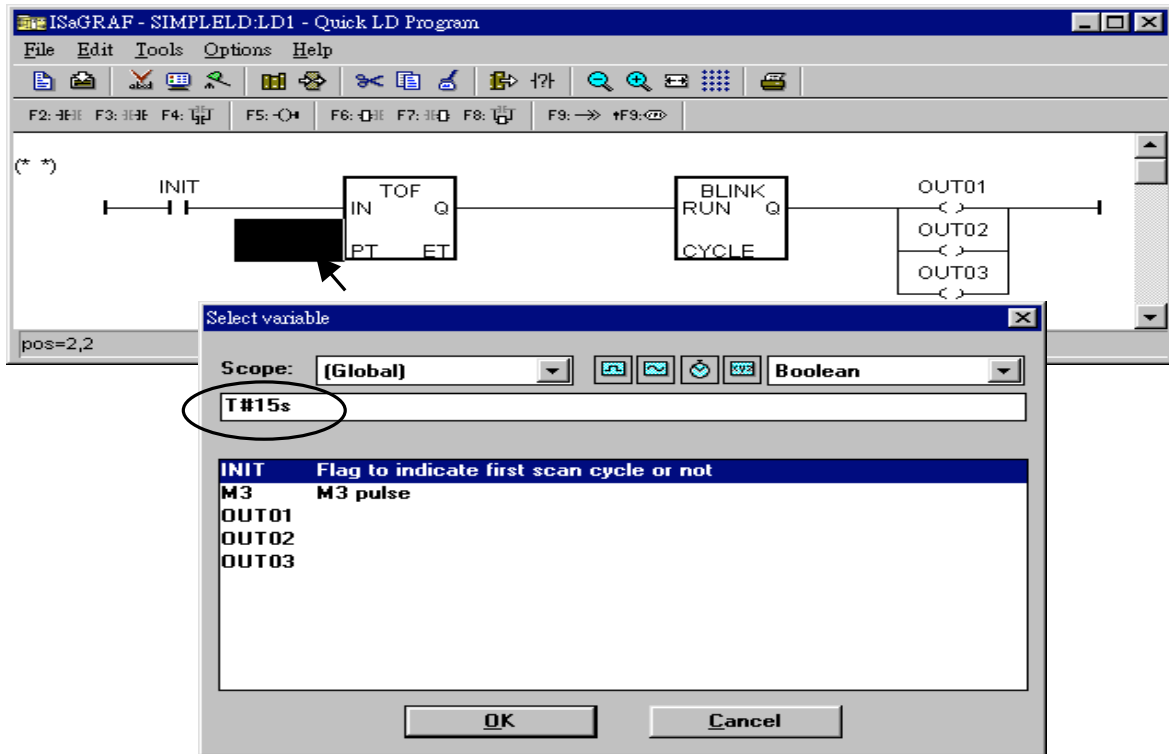 ISaGRAF - SIMPLELD:LD1 - Quick LD Program
File Edit Tools Options Help
F2: F3: F4: F5: F6: F7: F8: F9: F9:
(* *)
INIT TOF BLINK OUT01
IN Q RUN Q
OUT02
PT ET CYCLE
OUT03
Select variable
pos=2,2
Scope: (Global) xyz Boolean
T#15s
INIT Flag to indicate first scan cycle or not
M3 M3 pulse
OUT01
OUT02
OUT03
OK Cancel